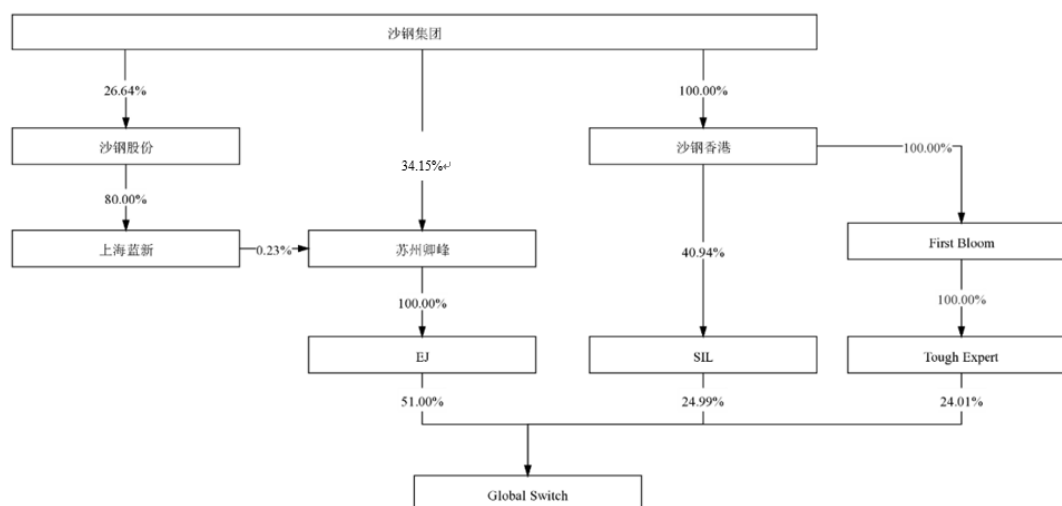 沙钢集团
26.64%
100.00%
沙钢股份
沙钢香港
100.00%
34.15%↵
80.00%
上海蓝新
0.23%
苏州卿峰
40.94%
First Bloom
100.00%
100.00%
EJ
SIL
Tough Expert
51.00%
24.99%
24.01%
Global Switch